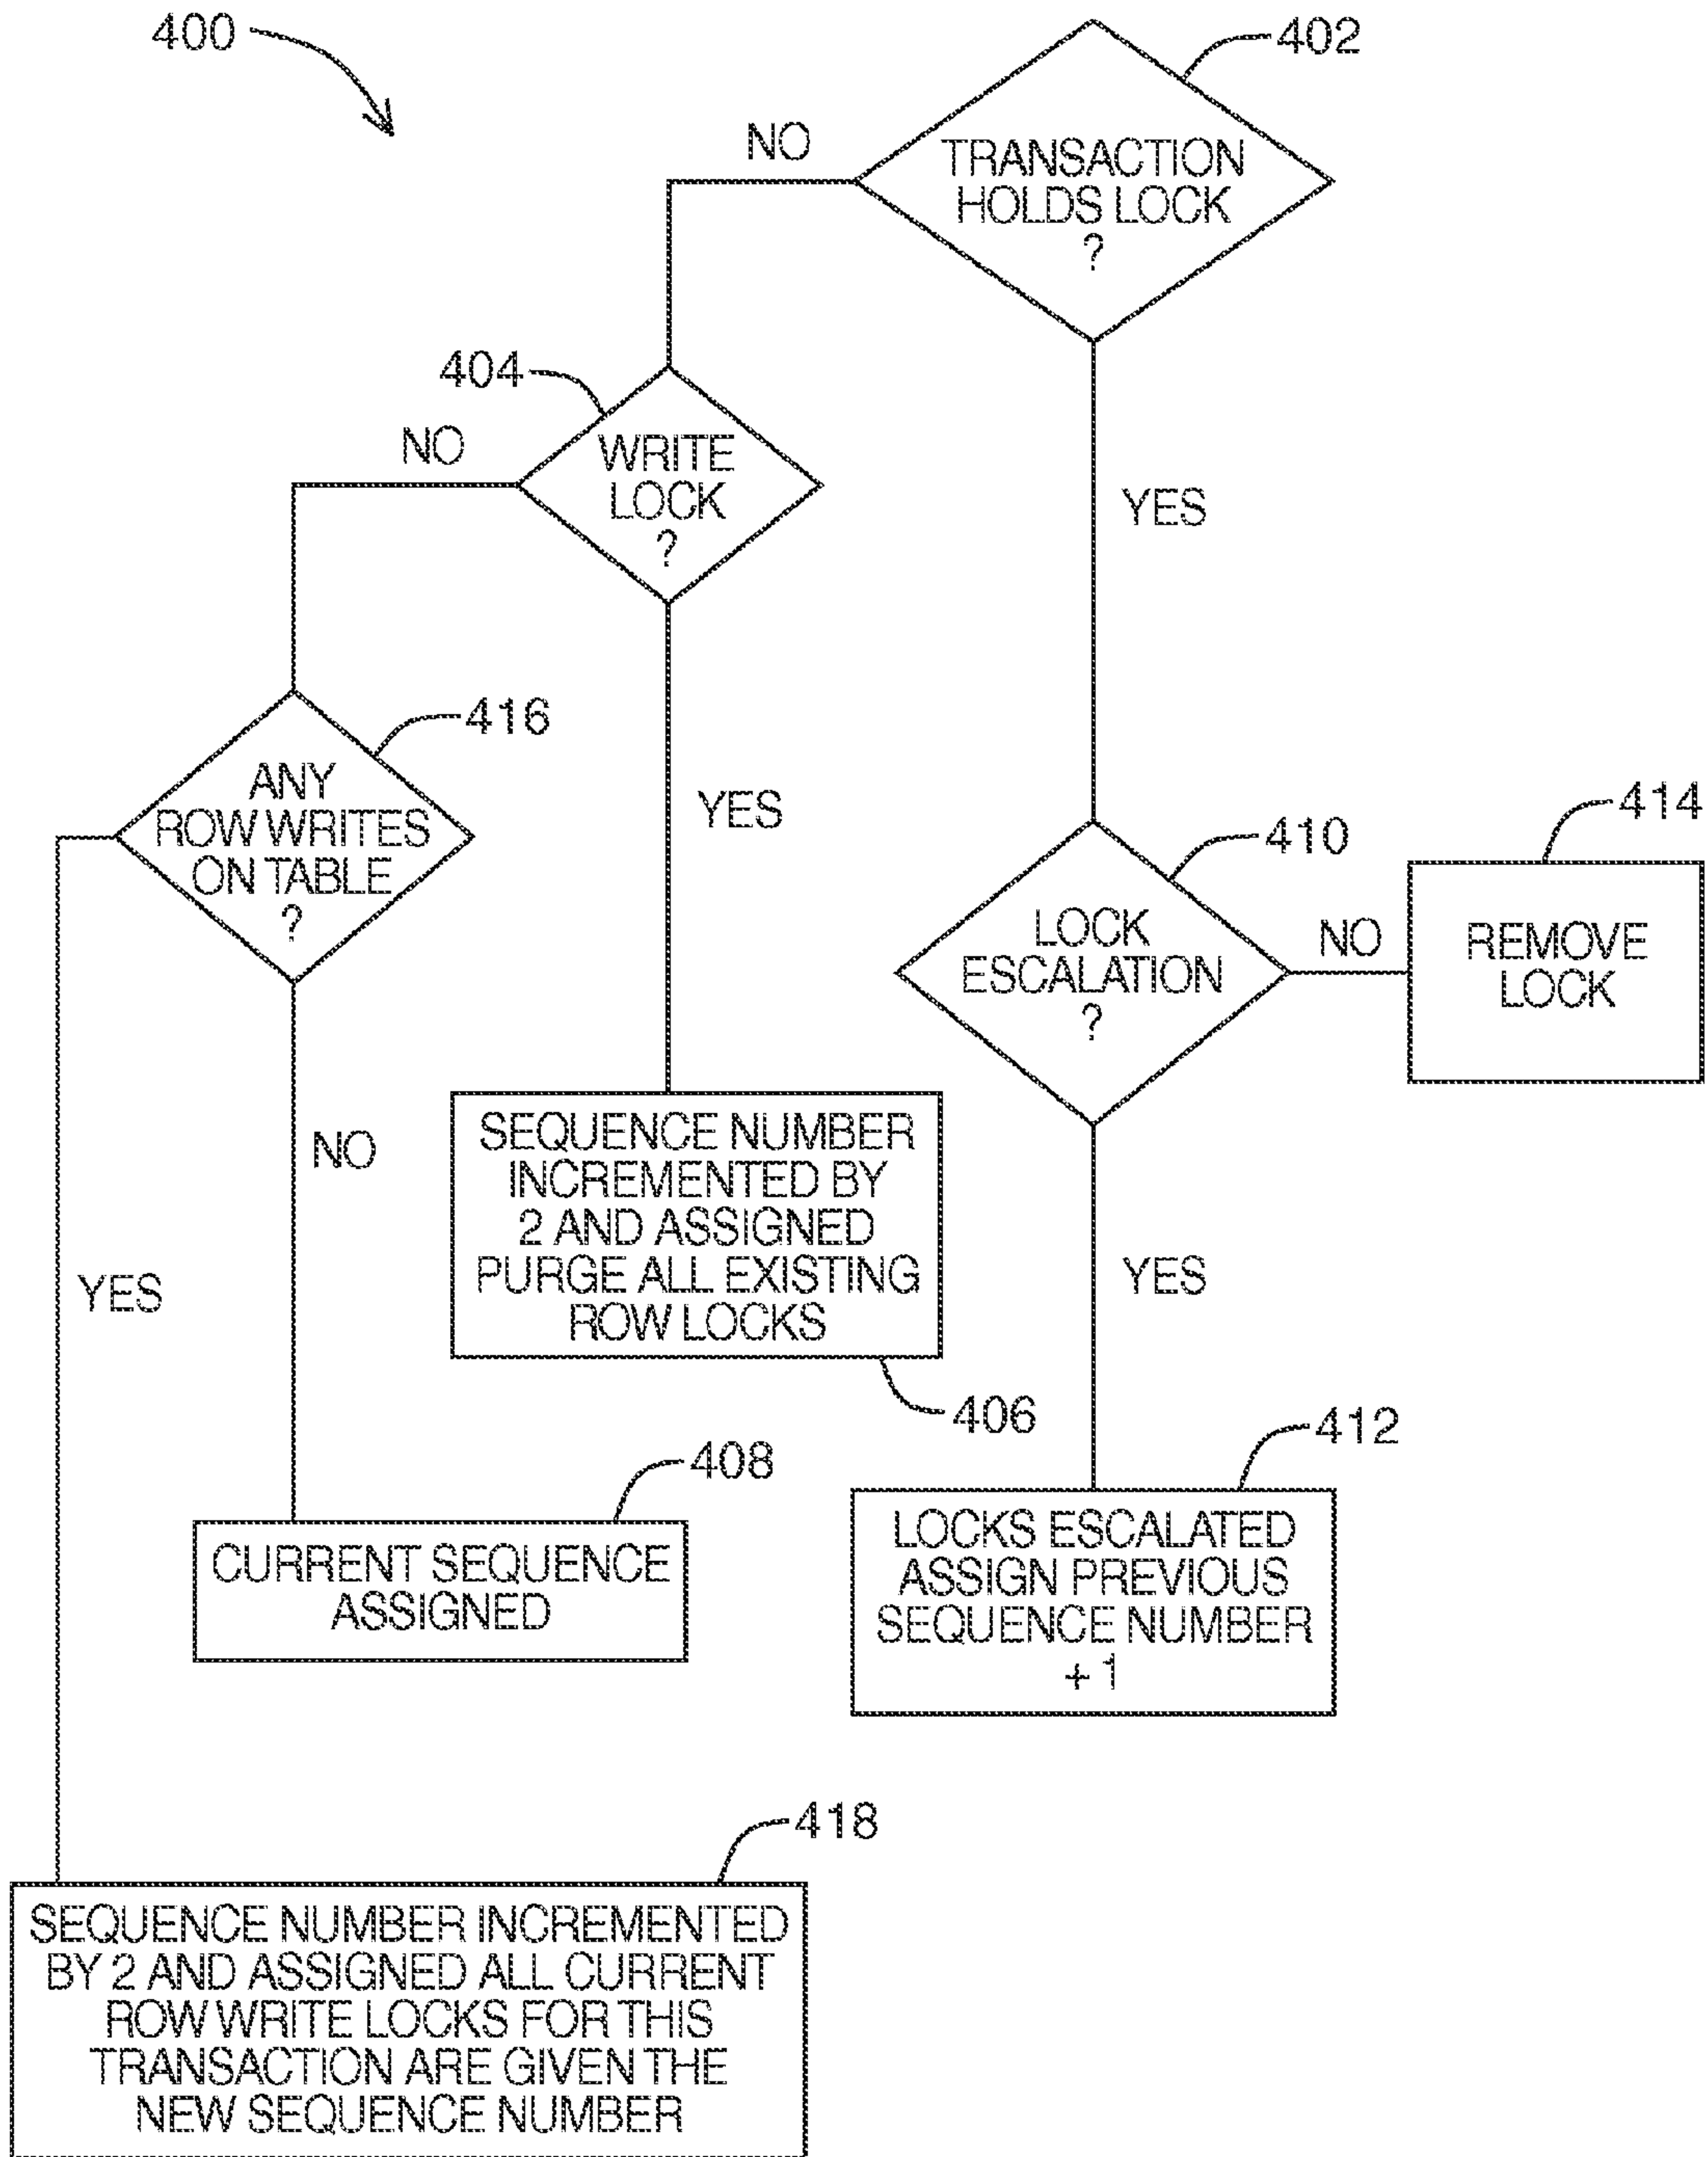 400
402
NO
TRANSACTION
HOLDS LOCK
?
404
NO
WRITE
LOCK
?
YES
416
ANY
ROW WRITES
ON TABLE
?
YES
414
410
LOCK
ESCALATION
?
NO
REMOVE
LOCK
SEQUENCE NUMBER
INCREMENTED BY
2 AND ASSIGNED
PURGE ALL EXISTING
ROW LOCKS
NO
YES
YES
406
412
408
CURRENT SEQUENCE
ASSIGNED
LOCKS ESCALATED
ASSIGN PREVIOUS
SEQUENCE NUMBER
+ 1
418
SEQUENCE NUMBER INCREMENTED
BY 2 AND ASSIGNED ALL CURRENT
ROW WRITE LOCKS FOR THIS
TRANSACTION ARE GIVEN THE
NEW SEQUENCE NUMBER